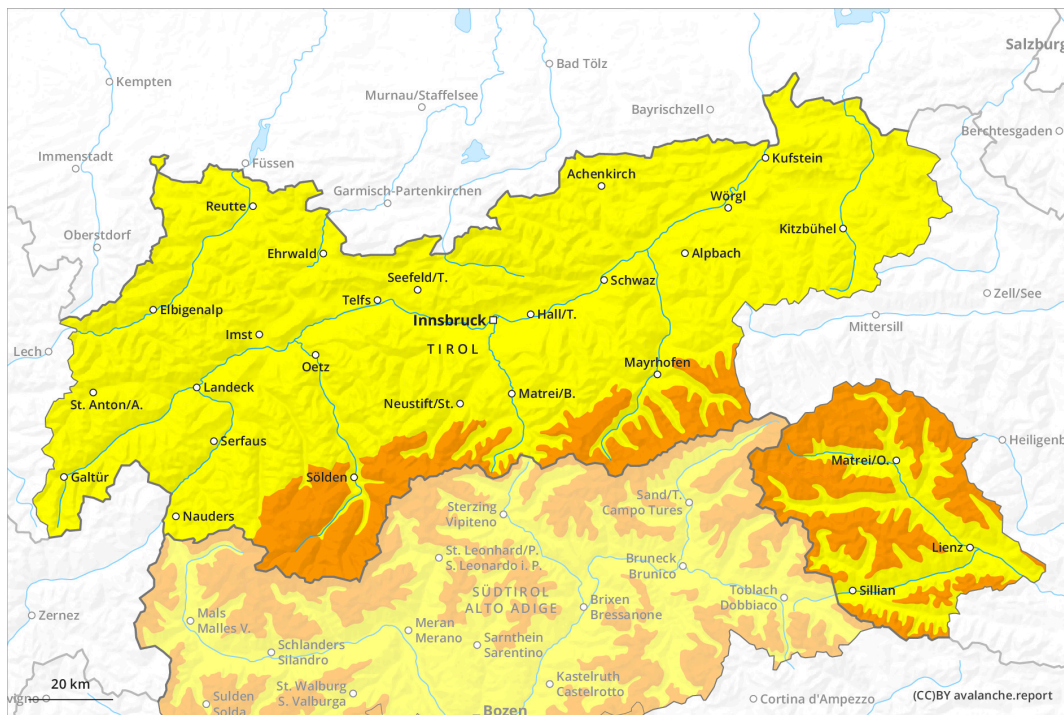 Salzburg
Kempten
Bad Tölz
Murnau/Staffelsee
Bayrischzell
Berchtesgaden
Immenstadt
Füssen
Kufstein
Achenkirch
Garmisch-Partenkirchen
Wörgl
Reutte
Oberstdorf
Kitzbühel
Ehrwald
Alpbach
Seefeld/T.
Schwaz
Telfs
Zell/See
Elbigenalp
Innsbruck
Hall/T.
Mittersill
Imst
TIROL
Lech
Oetz
Mayrhofen
Landeck
St. Anton/A.
Neustift/St.
Matrei/B.
Serfaus
Heiligenb
Matrei/O.
Galtür
Sölden
Sand/T.
Campo Tures
Sterzing
Vipiteno
Nauders
Lienz
St. Leonhard/P.
S. Leonardo i. P.
Bruneck
Brunico
SÜDTIROL
ALTO ADIGE
Toblach
Dobbiaco
Sillian
Brixen
Bressanone
Zernez
Mals
Malles V.
Meran
Merano
Schlanders
Silandro
Sarnthein
Sarentino
Kastelruth
Castelrotto
20 km
St. Walburg
S. Valburga
vigno
Sulden
Solda
Cortina d'Ampezzo
(CC)BY avalanche.report
Bozen